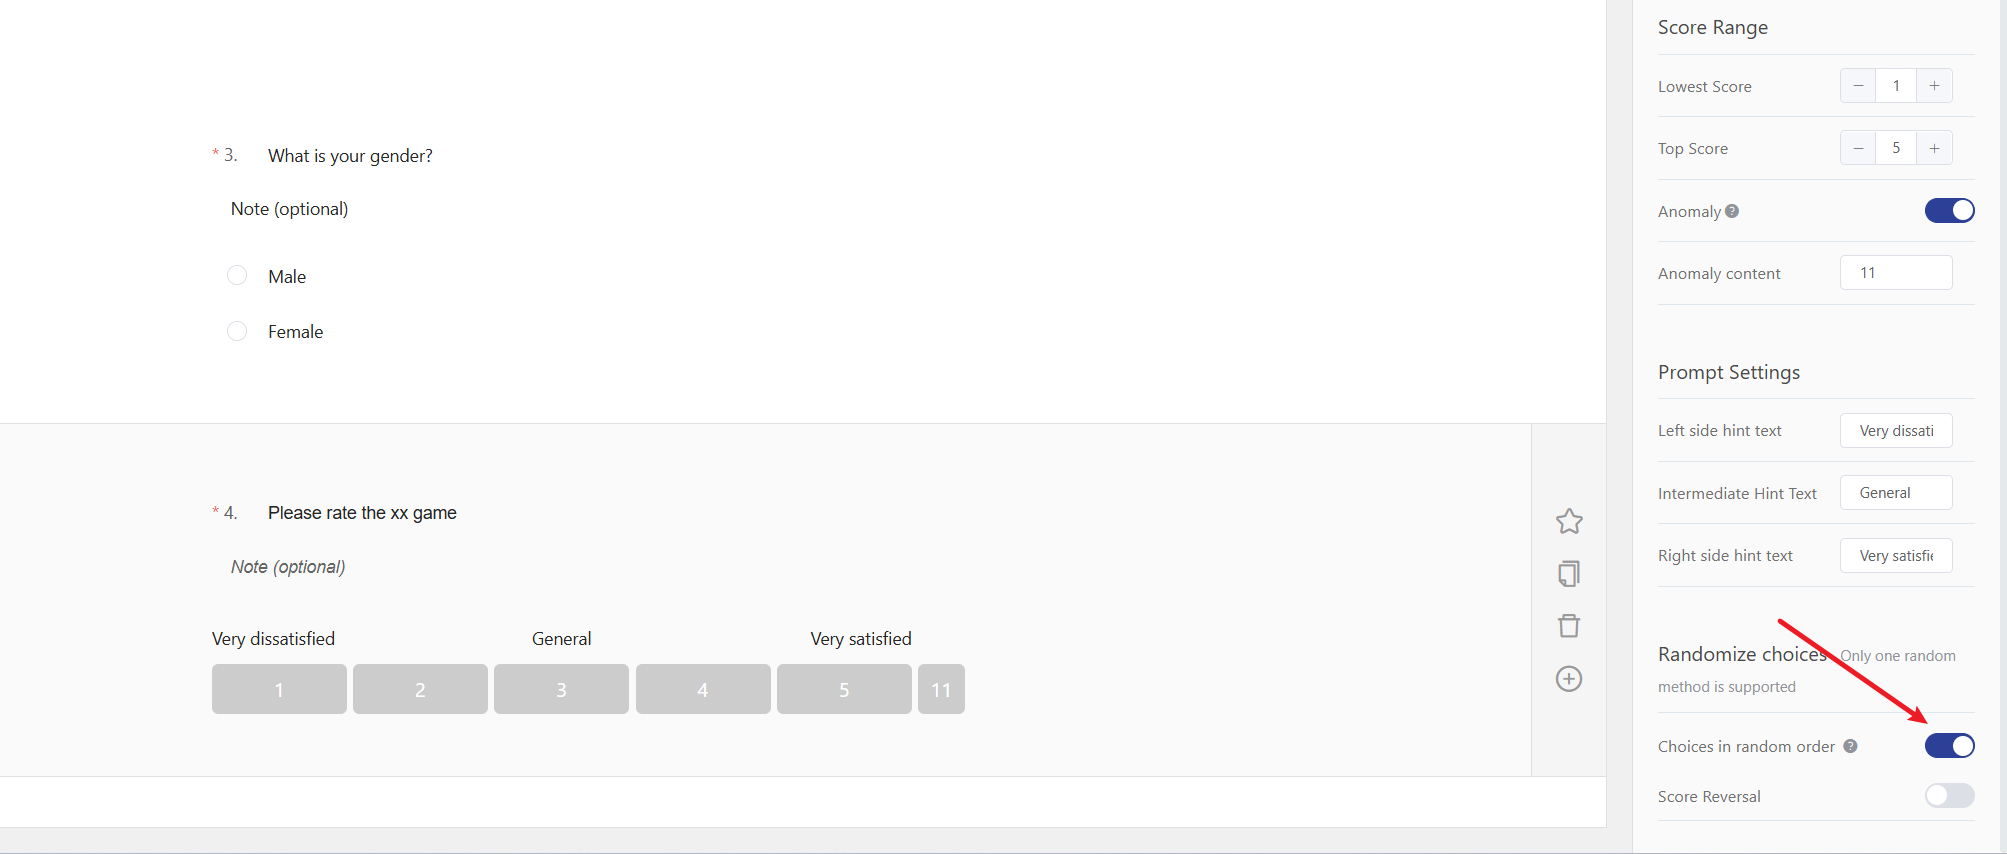 * 3. What is your gender?
Note (optional)
Male
Female
* 4. Please rate the xx game
Note (optional)
Very dissatisfied General Very satisfied
1 2 3 4 5 11
Score Range
Lowest Score − 1 +
Top Score − 5 +
Anomaly ?
Anomaly content 11
Prompt Settings
Left side hint text Very dissati
Intermediate Hint Text General
Right side hint text Very satisfie
Randomize choices Only one random
method is supported
Choices in random order ?
Score Reversal